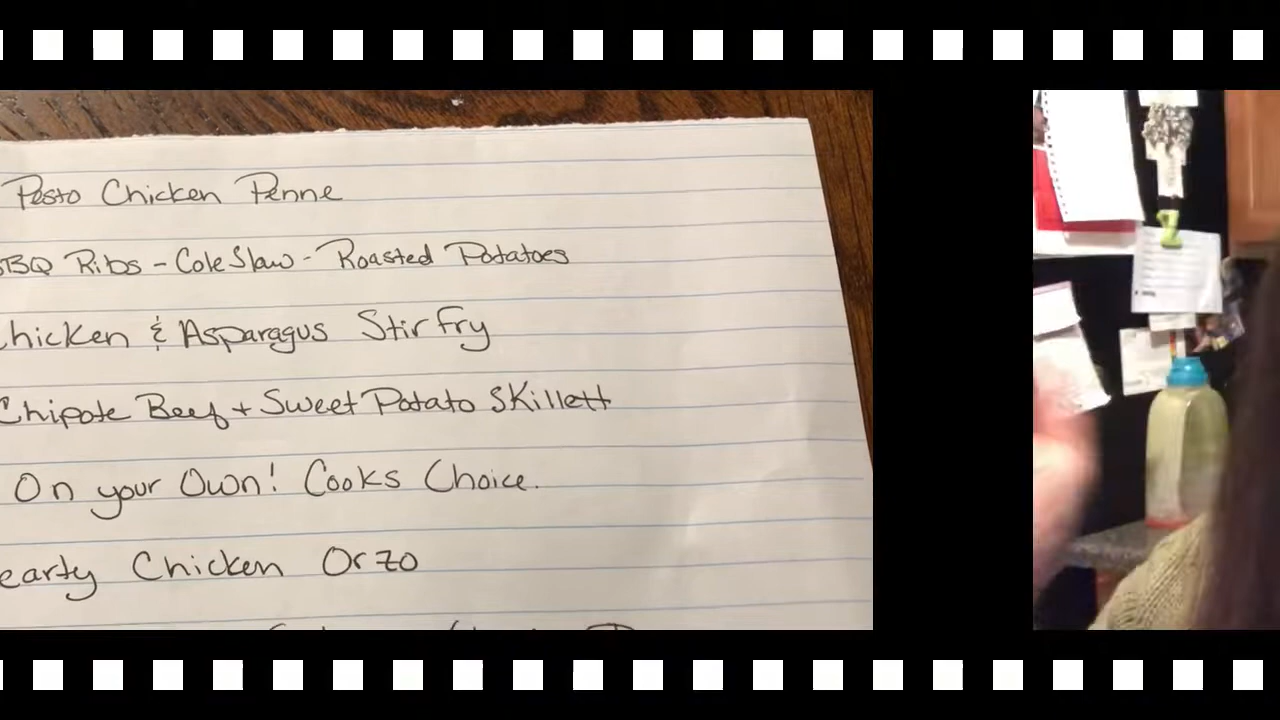 Pesto Chicken Penne
BBQ Ribs - Cole Slaw - Roasted Potatoes
Chicken & Asparagus Stir Fry
Chipote Beef + Sweet Potato Skillett
On your Own! Cooks Choice.
earty Chicken Orzo